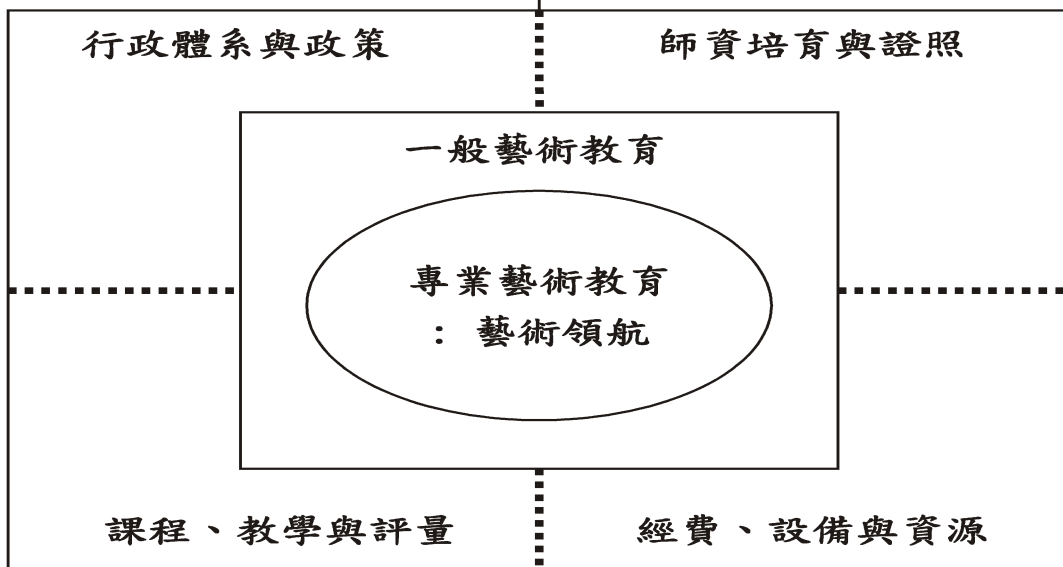 行政體系與政策
師資培育與證照
一般藝術教育
專業藝術教育
：藝術領航
課程、教學與評量
經費、設備與資源